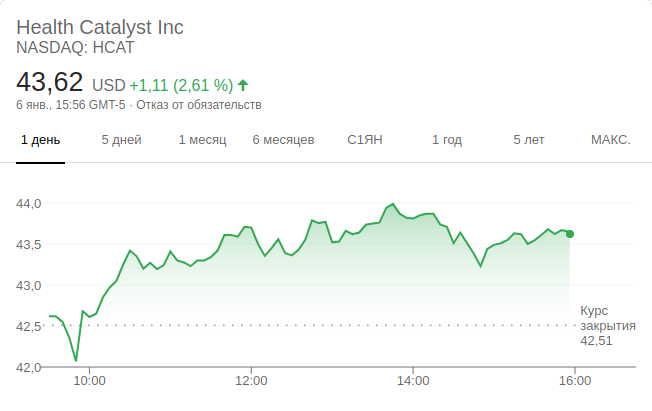 Health Catalyst Inc
NASDAQ: HCAT
43,62 USD +1,11 (2,61 %)
6 янв., 15:56 GMT-5 · Отказ от обязательств
1 день 5 дней 1 месяц 6 месяцев С1ЯН 1 год 5 лет МАКС.
44,0
43,5
43,0
42,5
42,0
Курс
закрытия
42,51
10:00 12:00 14:00 16:00